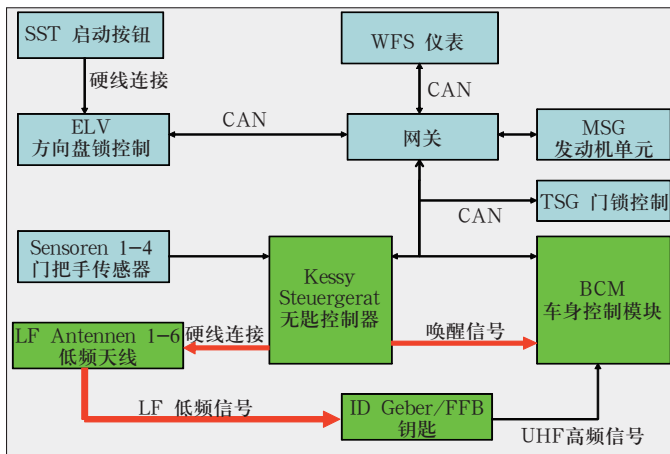 SST 启动按钮
WFS 仪表
硬线连接
CAN
ELV
方向盘锁控制
CAN
网关
MSG
发动机单元
TSG 门锁控制
CAN
Sensoren 1-4
门把手传感器
Kessy
Steuergerat
无匙控制器
BCM
车身控制模块
LF Antennen 1-6
低频天线
硬线连接
唤醒信号
LF 低频信号
ID Geber/FFB
钥匙
UHF高频信号